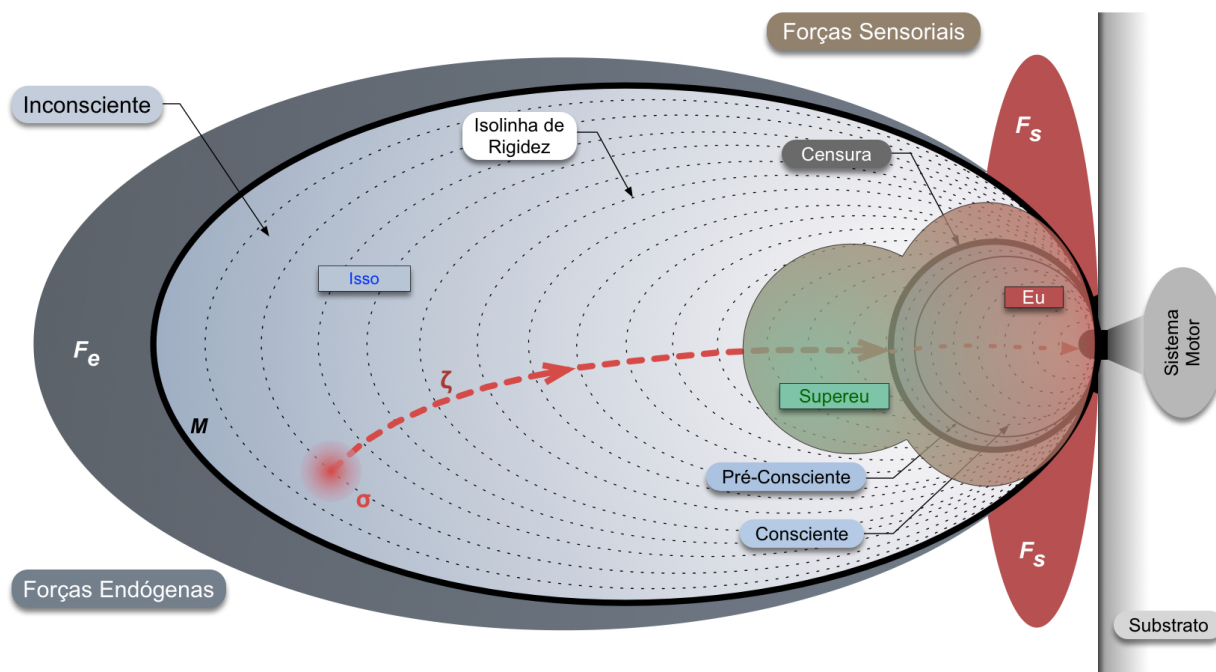 Forças Sensoriais
Inconsciente
Isolinha de
Rigidez
Censura
F s
Isso
Eu
F e
Sistema
Motor
ζ
Supereu
M
σ
Pré-Consciente
Consciente
F s
Forças Endógenas
Substrato